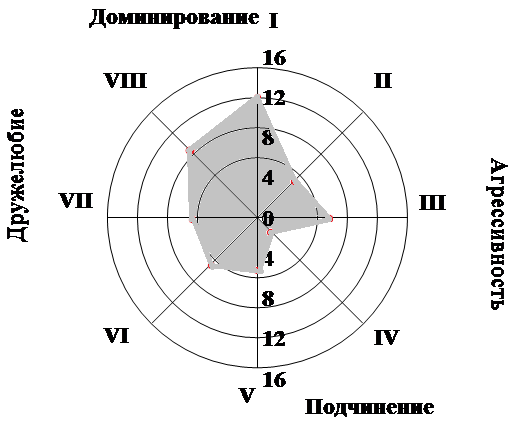 Доминирование I
16
VIII
II
12
8
Дружелюбие
4
Агрессивность
VII
0
III
4
8
VI
12
IV
16
V
Подчинение